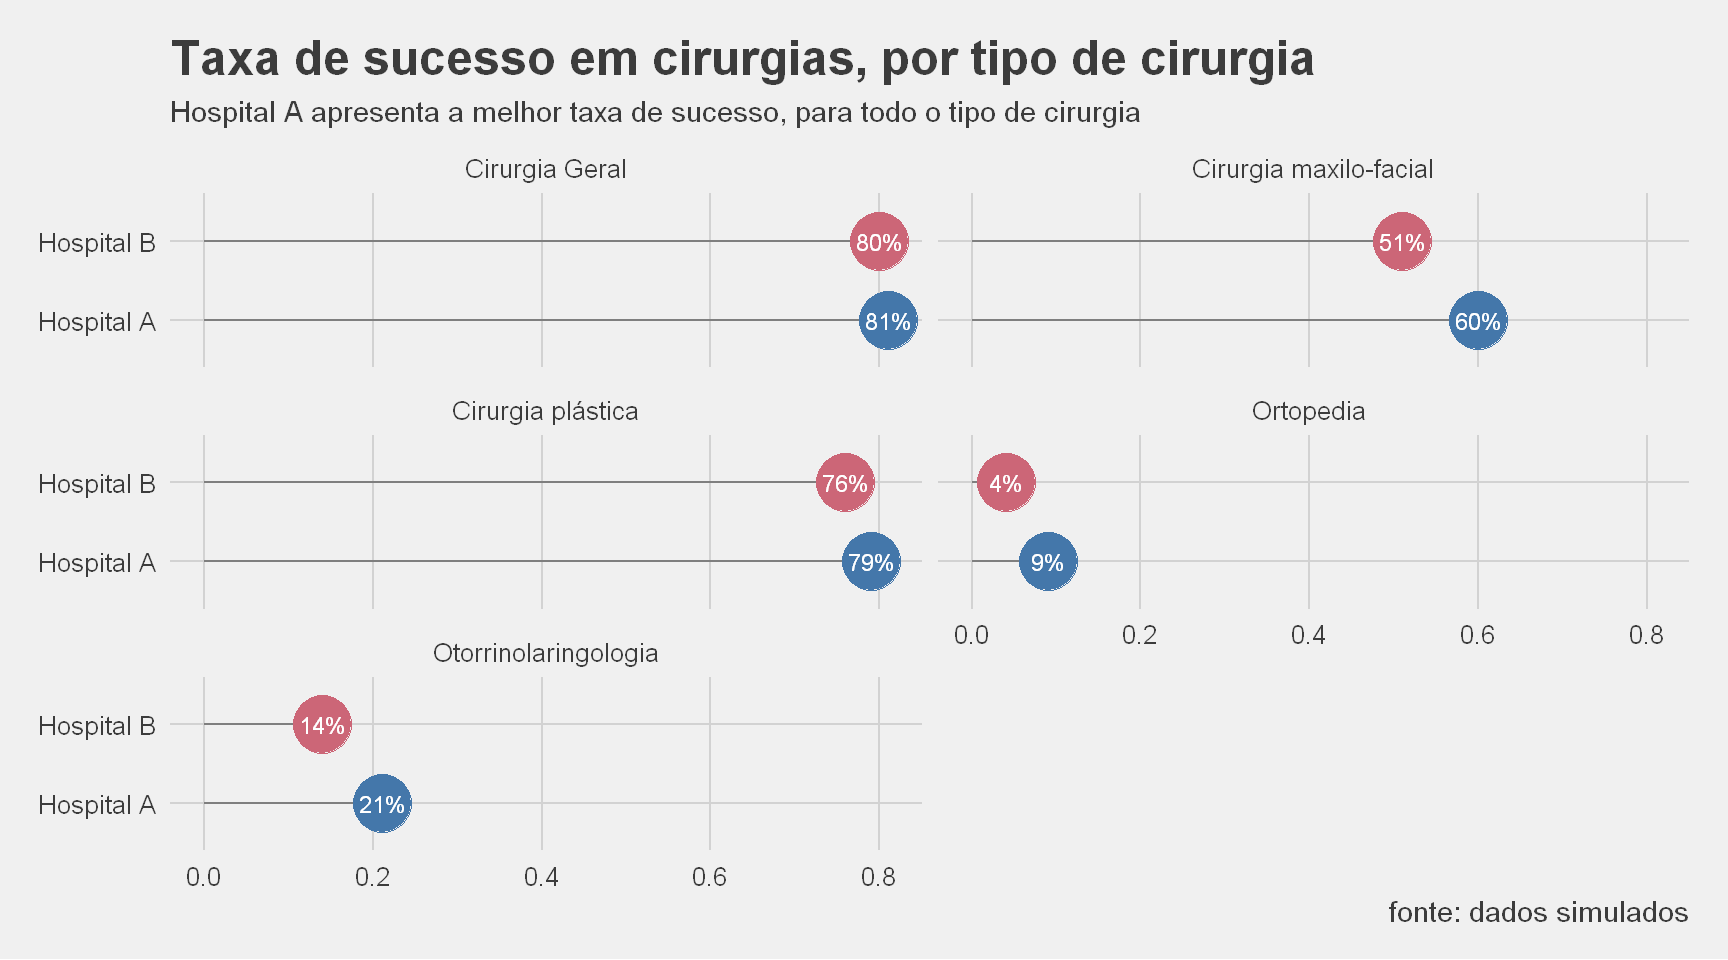 Taxa de sucesso em cirurgias, por tipo de cirurgia
Hospital A apresenta a melhor taxa de sucesso, para todo o tipo de cirurgia
Cirurgia Geral
Hospital B
80%
Hospital A
81%
Cirurgia maxilo-facial
51%
60%
Cirurgia plástica
Hospital B
76%
Hospital A
79%
Ortopedia
4%
9%
0.0 0.2 0.4 0.6 0.8
Otorrinolaringologia
Hospital B
14%
Hospital A
21%
0.0 0.2 0.4 0.6 0.8
fonte: dados simulados